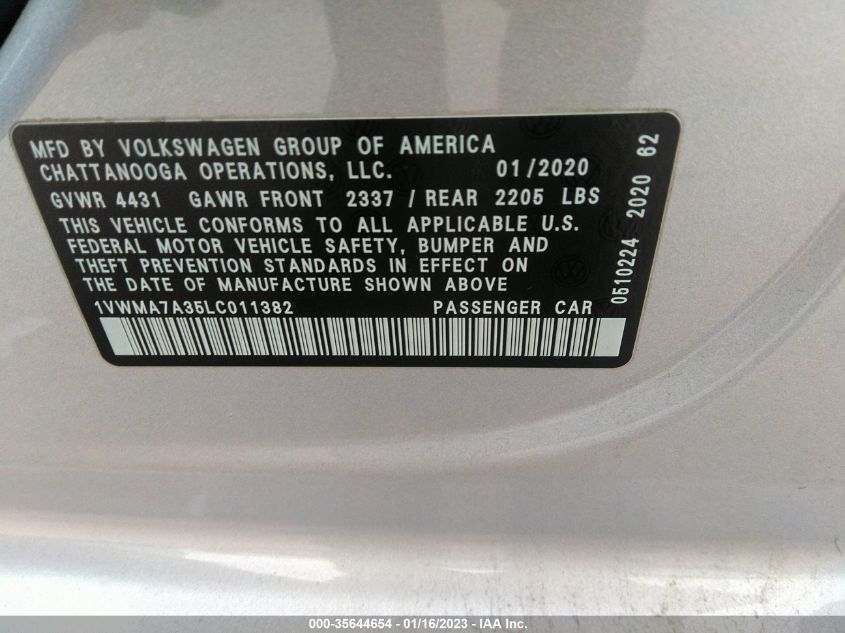 MFD BY VOLKSWAGEN GROUP OF AMERICA
CHATTANOOGA OPERATIONS, LLC. 01/2020
GVWR 4431 GAWR FRONT 2337 / REAR 2205 LBS
THIS VEHICLE CONFORMS TO ALL APPLICABLE U.S.
FEDERAL MOTOR VEHICLE SAFETY, BUMPER AND
THEFT PREVENTION STANDARDS IN EFFECT ON
THE DATE OF MANUFACTURE SHOWN ABOVE
1VWMA7A35LC011382 PASSENGER CAR
0510224 2020 62
000-35644654 - 01/16/2023 - IAA Inc.